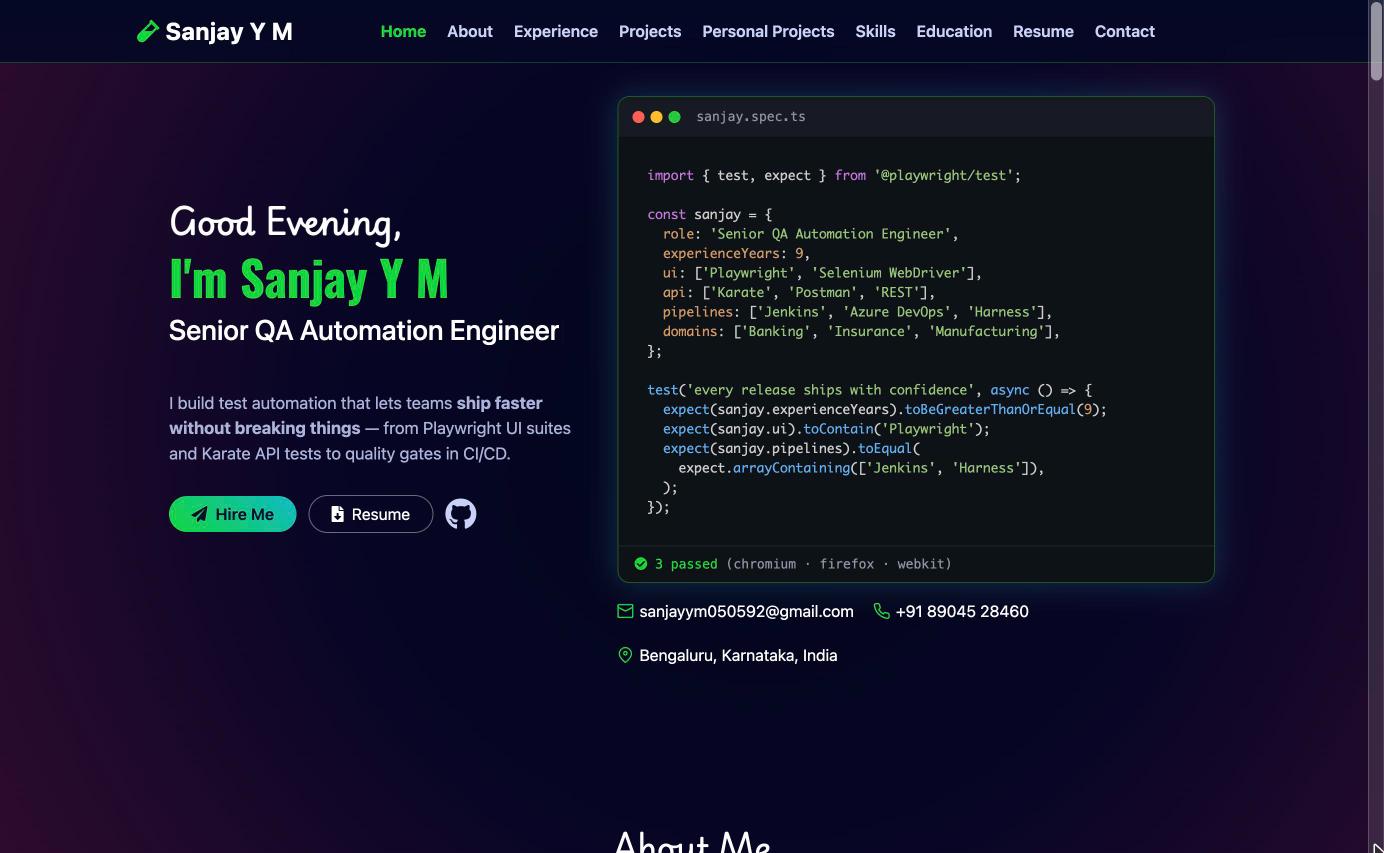 Sanjay Y M
Home About Experience Projects Personal Projects Skills Education Resume Contact
Good Evening,
I'm Sanjay Y M
Senior QA Automation Engineer
I build test automation that lets teams ship faster
without breaking things — from Playwright UI suites
and Karate API tests to quality gates in CI/CD.
Hire Me
Resume
sanjay.spec.ts
import { test, expect } from '@playwright/test';
const sanjay = {
  role: 'Senior QA Automation Engineer',
  experienceYears: 9,
  ui: ['Playwright', 'Selenium WebDriver'],
  api: ['Karate', 'Postman', 'REST'],
  pipelines: ['Jenkins', 'Azure DevOps', 'Harness'],
  domains: ['Banking', 'Insurance', 'Manufacturing'],
};
test('every release ships with confidence', async () => {
  expect(sanjay.experienceYears).toBeGreaterThanOrEqual(9);
  expect(sanjay.ui).toContain('Playwright');
  expect(sanjay.pipelines).toEqual(
    expect.arrayContaining(['Jenkins', 'Harness']),
  );
});
3 passed (chromium · firefox · webkit)
sanjayym050592@gmail.com
+91 89045 28460
Bengaluru, Karnataka, India
About Me